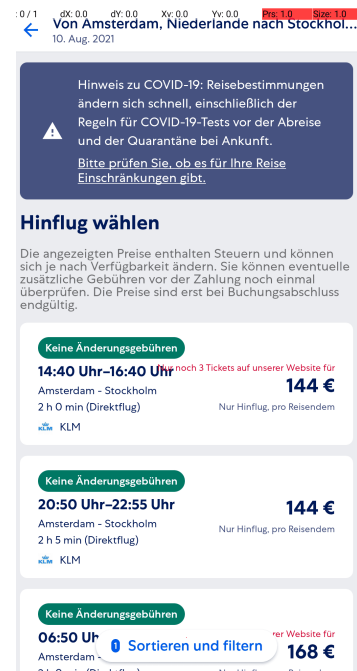 : 0 / 1 dX: 0.0 dY: 0.0 Xv: 0.0 Yv: 0.0 Prs: 1.0 Size: 1.0
Von Amsterdam, Niederlande nach Stockhol...
10. Aug. 2021
Hinweis zu COVID-19: Reisebestimmungen
ändern sich schnell, einschließlich der
Regeln für COVID-19-Tests vor der Abreise
und der Quarantäne bei Ankunft.
Bitte prüfen Sie, ob es für Ihre Reise
Einschränkungen gibt.
Hinflug wählen
Die angezeigten Preise enthalten Steuern und können
sich je nach Verfügbarkeit ändern. Sie können eventuelle
zusätzliche Gebühren vor der Zahlung noch einmal
überprüfen. Die Preise sind erst bei Buchungsabschluss
endgültig.
Keine Änderungsgebühren
14:40 Uhr–16:40 Uhr
Nur noch 3 Tickets auf unserer Website für
144 €
Amsterdam - Stockholm
2 h 0 min (Direktflug)
Nur Hinflug, pro Reisendem
KLM KLM
Keine Änderungsgebühren
20:50 Uhr–22:55 Uhr
144 €
Amsterdam - Stockholm
Nur Hinflug, pro Reisendem
2 h 5 min (Direktflug)
KLM KLM
Keine Änderungsgebühren
06:50 Uh
Website für
168 €
Amsterdam -
1 Sortieren und filtern